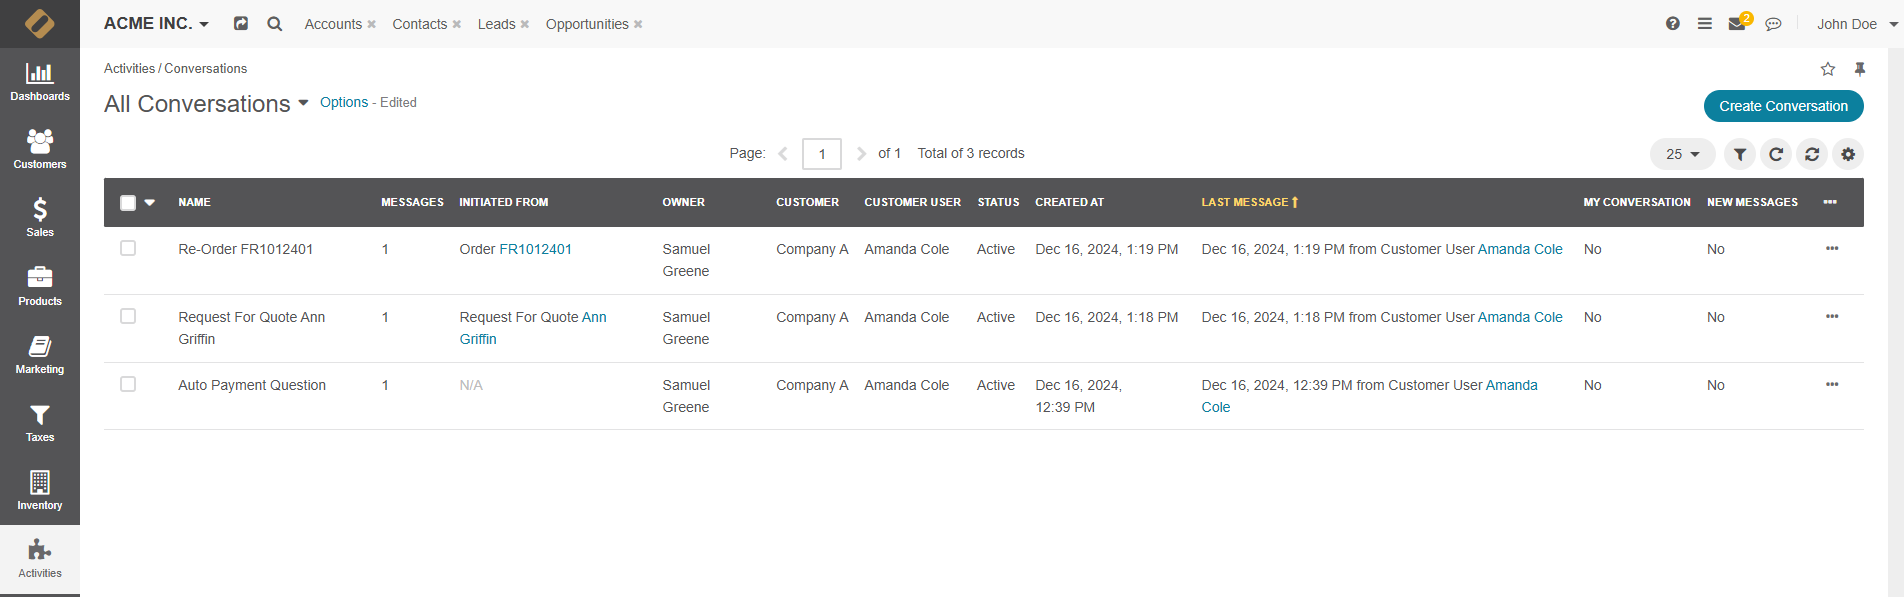 ACME INC.
Accounts
Contacts
Leads
Opportunities
2
John Doe
Dashboards
Customers
Sales
Products
Marketing
Taxes
Inventory
Activities
Activities / Conversations
All Conversations
Options - Edited
Create Conversation
Page: 1 of 1 Total of 3 records
25
NAME MESSAGES INITIATED FROM OWNER CUSTOMER CUSTOMER USER STATUS CREATED AT LAST MESSAGE MY CONVERSATION NEW MESSAGES
Re-Order FR1012401 1 Order FR1012401 Samuel Company A Amanda Cole Active Dec 16, 2024, 1:19 PM Dec 16, 2024, 1:19 PM from Customer User Amanda Cole No No
Greene
Request For Quote Ann 1 Request For Quote Ann Samuel Company A Amanda Cole Active Dec 16, 2024, 1:18 PM Dec 16, 2024, 1:18 PM from Customer User Amanda Cole No No
Griffin Griffin Greene
Auto Payment Question 1 N/A Samuel Company A Amanda Cole Active Dec 16, 2024, Dec 16, 2024, 12:39 PM from Customer User Amanda No No
Greene 12:39 PM Cole